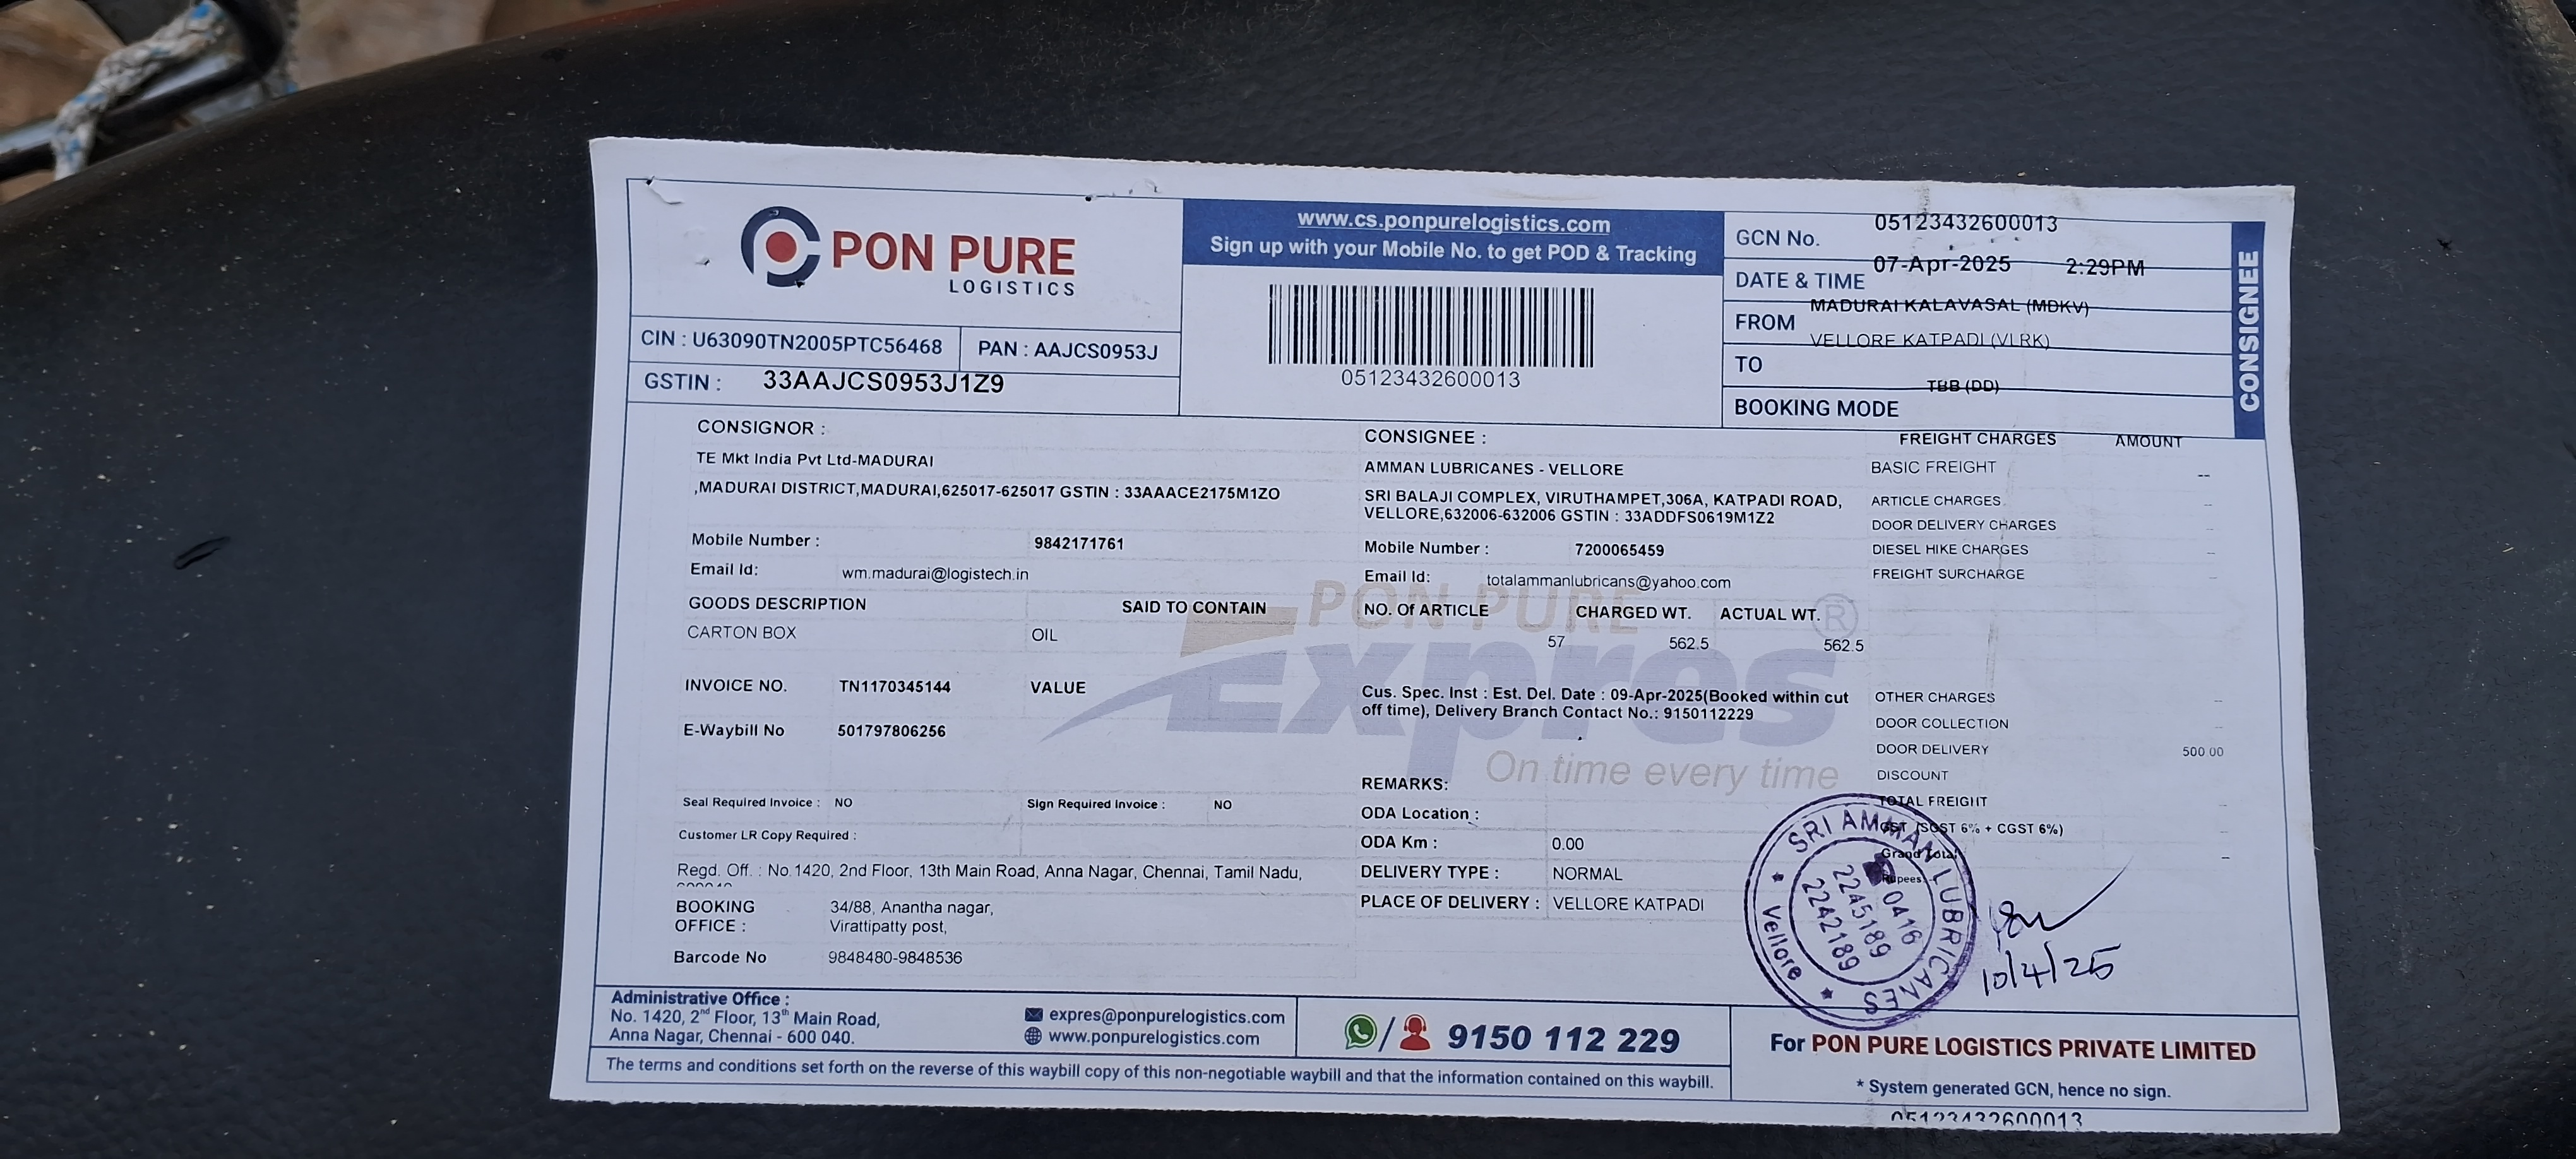 PON PURE
LOGISTICS
CIN : U63090TN2005PTC56468
PAN : AAJCS0953J
GSTIN : 33AAJCS0953J1Z9
www.cs.ponpurelogistics.com
Sign up with your Mobile No. to get POD & Tracking
05123432600013
GCN No. 05123432600013
DATE & TIME 07-Apr-2025 2:29PM
MADURAI KALAVASAL (MDKV)
FROM
VELLORE KATPADI (VLRK)
TO
TBB (DD)
BOOKING MODE
CONSIGNEE
CONSIGNOR :
TE Mkt India Pvt Ltd-MADURAI
,MADURAI DISTRICT,MADURAI,625017-625017 GSTIN : 33AAACE2175M1ZO
Mobile Number : 9842171761
Email Id: wm.madurai@logistech.in
GOODS DESCRIPTION SAID TO CONTAIN
CARTON BOX OIL
INVOICE NO. TN1170345144 VALUE
E-Waybill No 501797806256
Seal Required Invoice : NO Sign Required Invoice : NO
Customer LR Copy Required :
Regd. Off. : No.1420, 2nd Floor, 13th Main Road, Anna Nagar, Chennai, Tamil Nadu,
BOOKING OFFICE : 34/88, Anantha nagar,
Virattipatty post,
Barcode No 9848480-9848536
CONSIGNEE :
AMMAN LUBRICANES - VELLORE
SRI BALAJI COMPLEX, VIRUTHAMPET,306A, KATPADI ROAD,
VELLORE,632006-632006 GSTIN : 33ADDFS0619M1Z2
Mobile Number : 7200065459
Email Id: totalammanlubricans@yahoo.com
NO. Of ARTICLE CHARGED WT. ACTUAL WT.
57 562.5 562.5
PON PURE
Expres ®
On time every time
Cus. Spec. Inst : Est. Del. Date : 09-Apr-2025(Booked within cut
off time), Delivery Branch Contact No.: 9150112229
REMARKS:
ODA Location :
ODA Km : 0.00
DELIVERY TYPE : NORMAL
PLACE OF DELIVERY : VELLORE KATPADI
FREIGHT CHARGES AMOUNT
BASIC FREIGHT --
ARTICLE CHARGES --
DOOR DELIVERY CHARGES --
DIESEL HIKE CHARGES --
FREIGHT SURCHARGE --
OTHER CHARGES --
DOOR COLLECTION --
DOOR DELIVERY 500.00
DISCOUNT
TOTAL FREIGHT --
GST (SGST 6% + CGST 6%) --
Grand Total --
Rupees
SRI AMMAN LUBRICANES
Vellore
0416
2245189
2242189
10/4/25
Administrative Office :
No. 1420, 2nd Floor, 13th Main Road,
Anna Nagar, Chennai - 600 040.
expres@ponpurelogistics.com
www.ponpurelogistics.com
9150 112 229
For PON PURE LOGISTICS PRIVATE LIMITED
* System generated GCN, hence no sign.
The terms and conditions set forth on the reverse of this waybill copy of this non-negotiable waybill and that the information contained on this waybill.
05123432600013